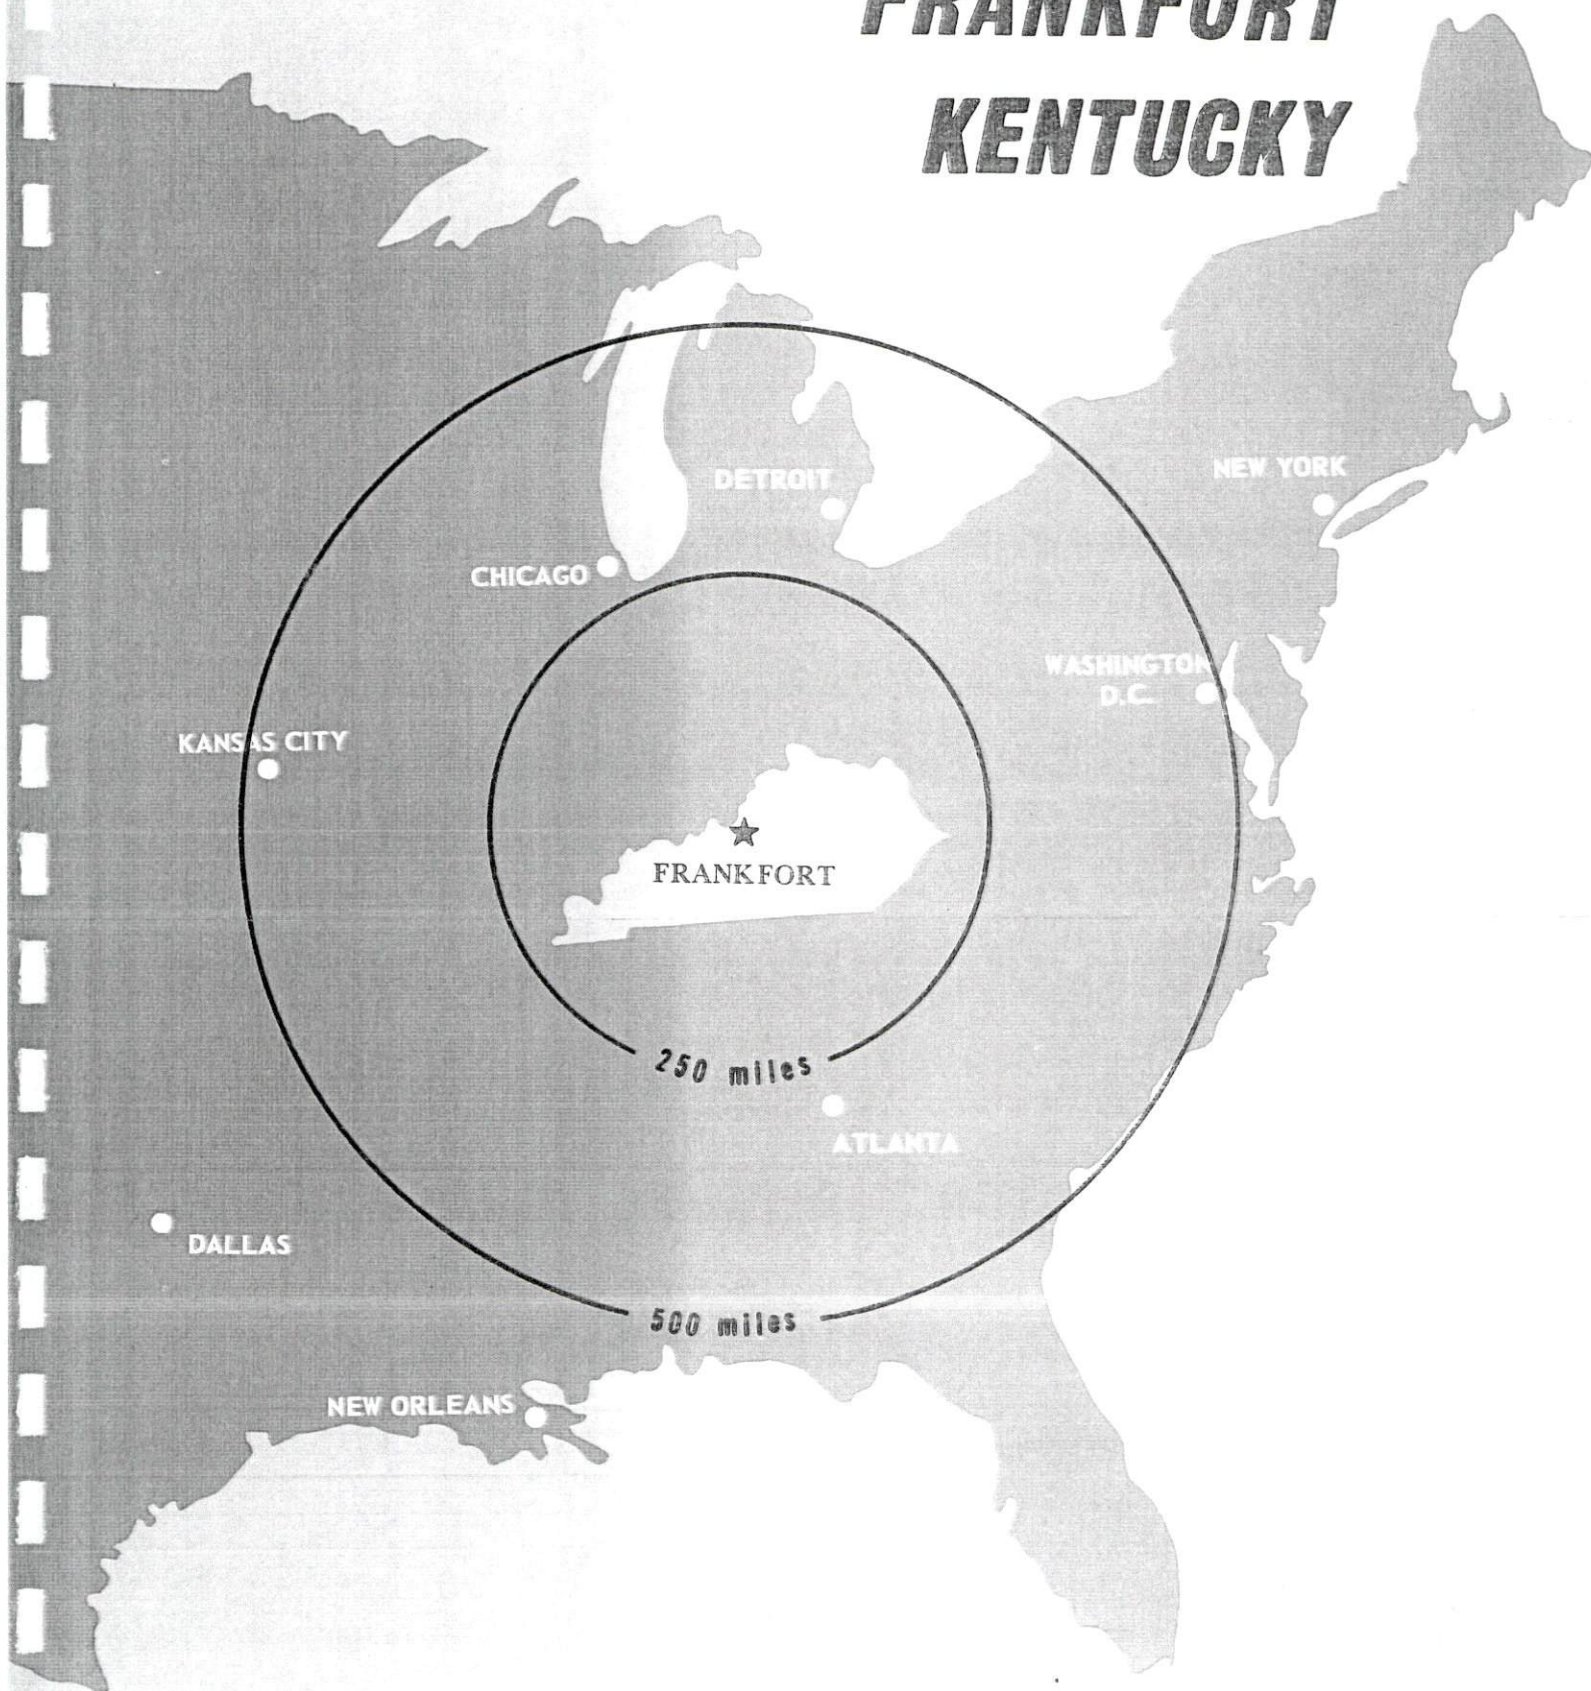 FRANKFORT
KENTUCKY
DETROIT
NEW YORK
CHICAGO
WASHINGTON
D.C.
KANSAS CITY
FRANKFORT
250 miles
ATLANTA
DALLAS
500 miles
NEW ORLEANS